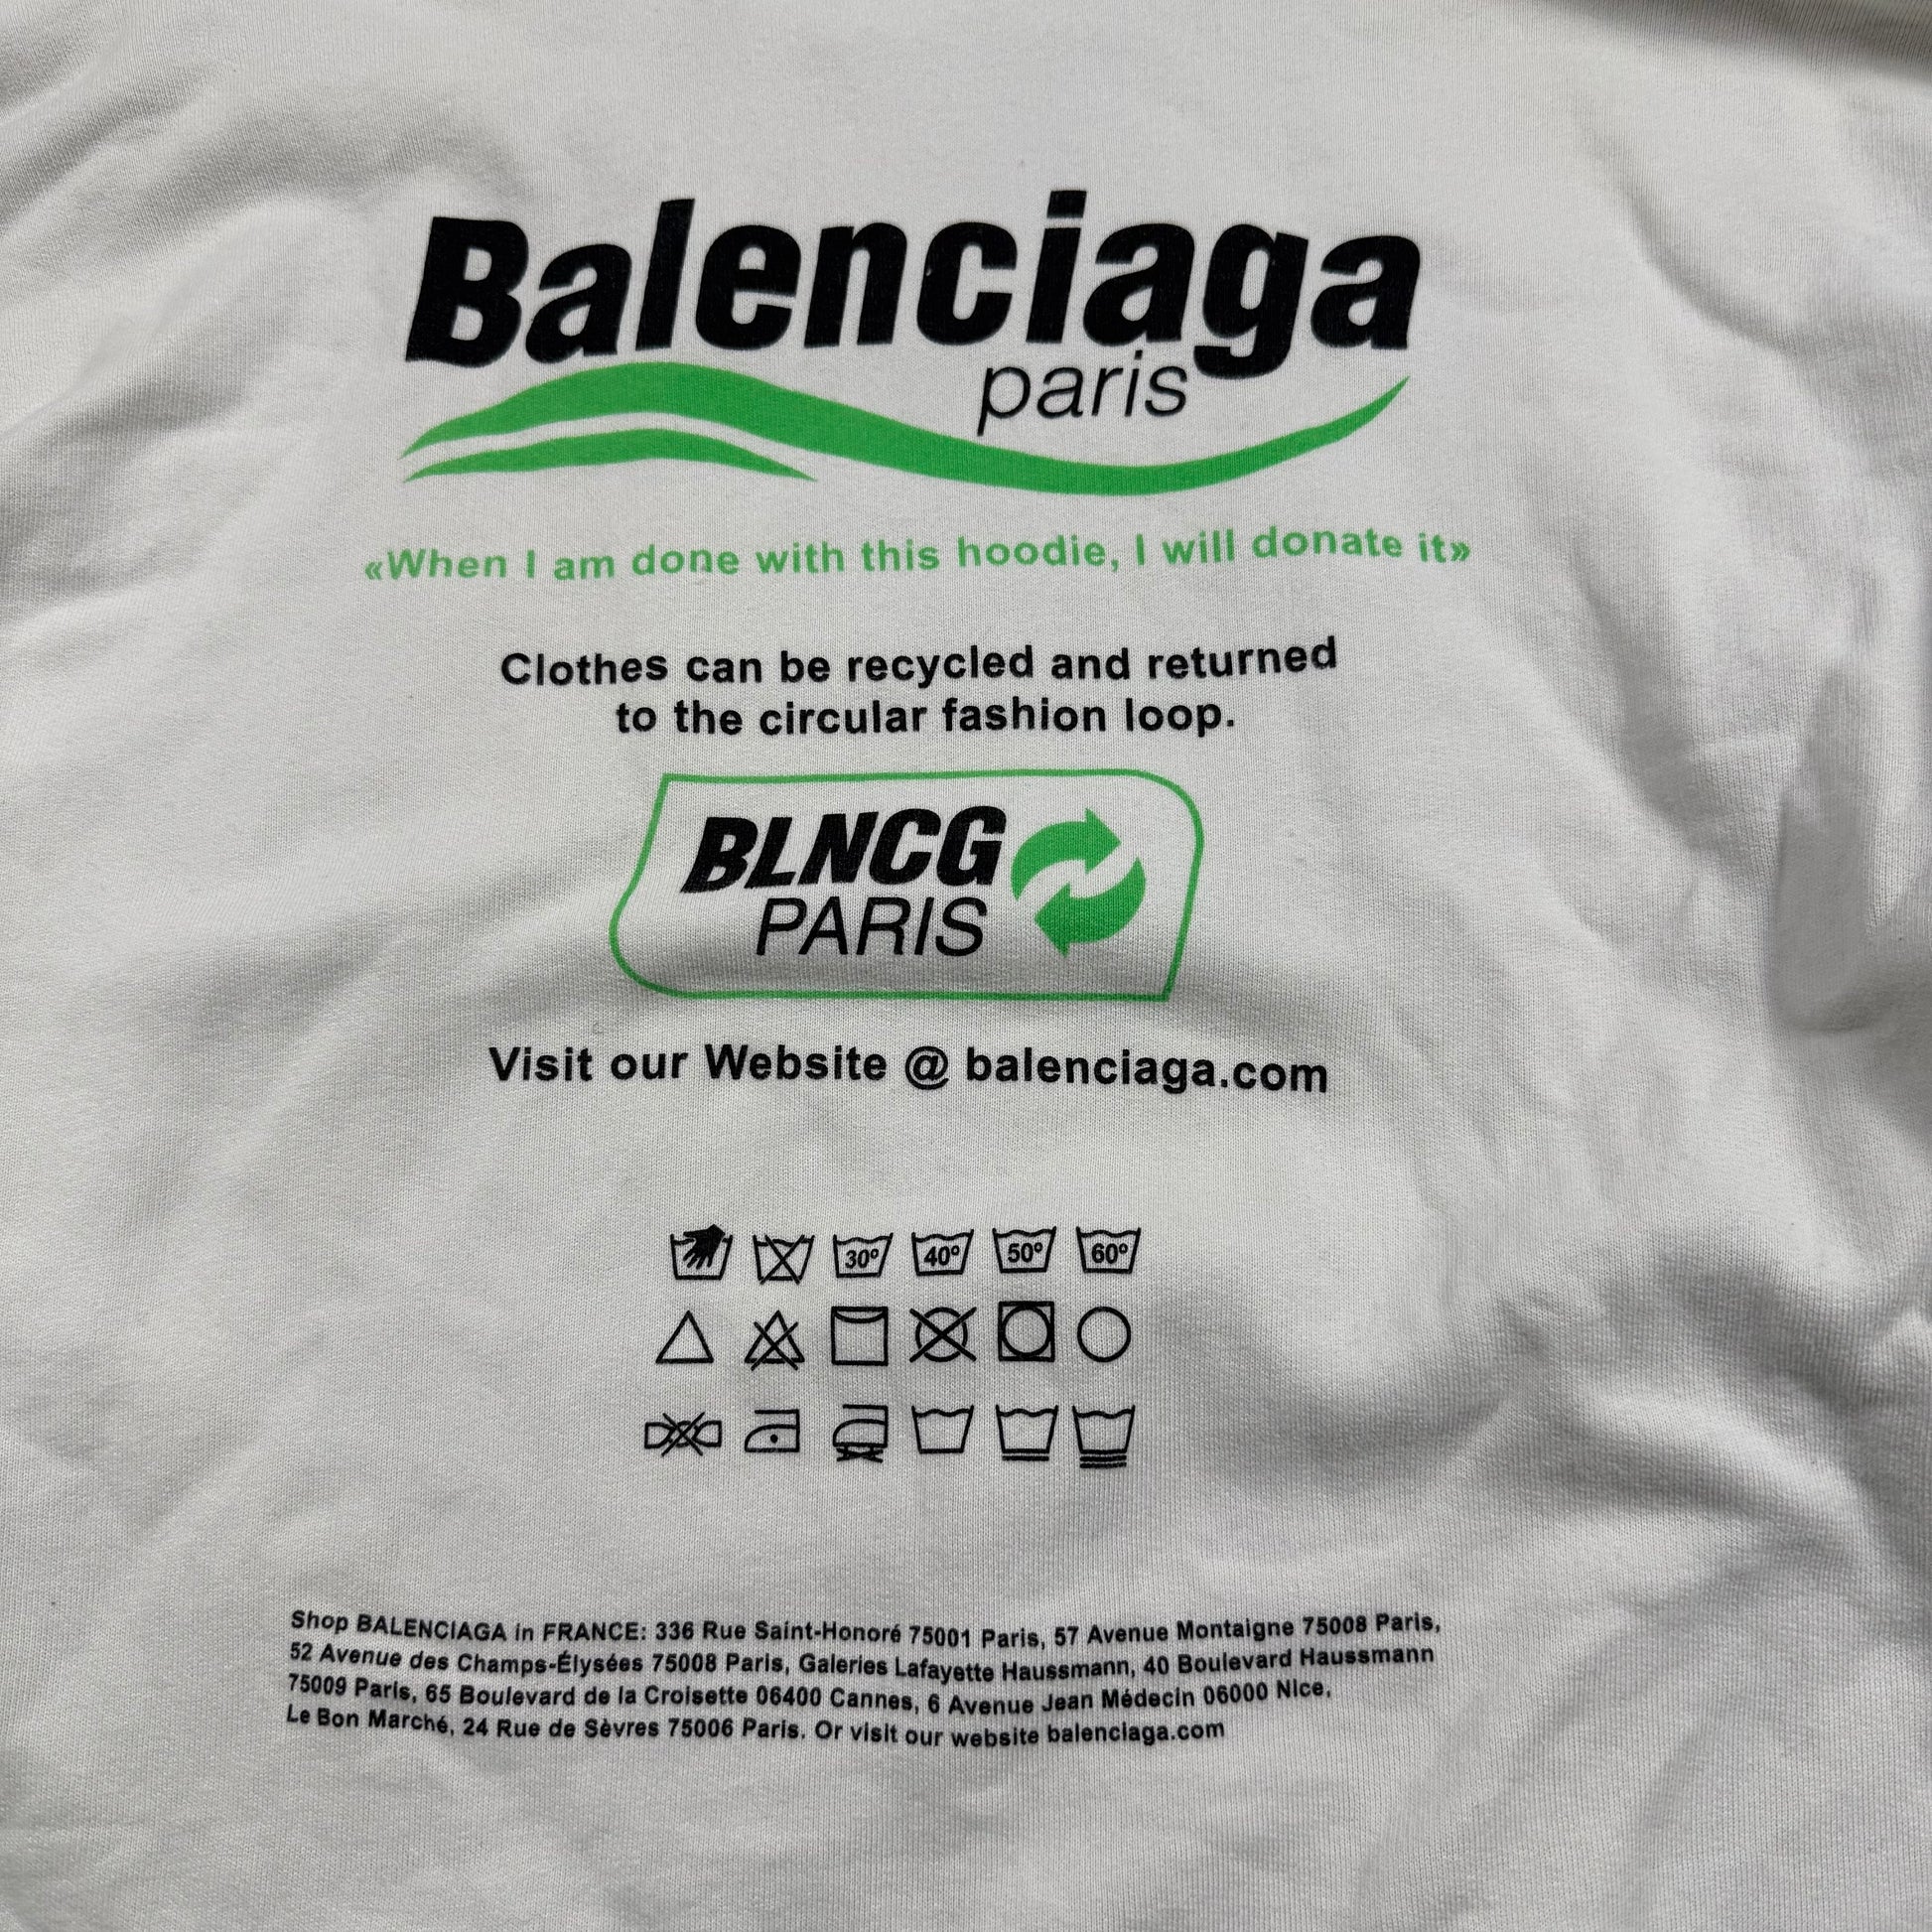 Balenciaga
paris
«When I am done with this hoodie, I will donate it»
Clothes can be recycled and returned
to the circular fashion loop.
BLNCG
PARIS
Visit our Website @ balenciaga.com
30º 40º 50º 60º
Shop BALENCIAGA in FRANCE: 336 Rue Saint-Honoré 75001 Paris, 57 Avenue Montaigne 75008 Paris,
52 Avenue des Champs-Élysées 75008 Paris, Galeries Lafayette Haussmann, 40 Boulevard Haussmann
75009 Paris, 65 Boulevard de la Croisette 06400 Cannes, 6 Avenue Jean Médecin 06000 Nice,
Le Bon Marché, 24 Rue de Sèvres 75006 Paris. Or visit our website balenciaga.com